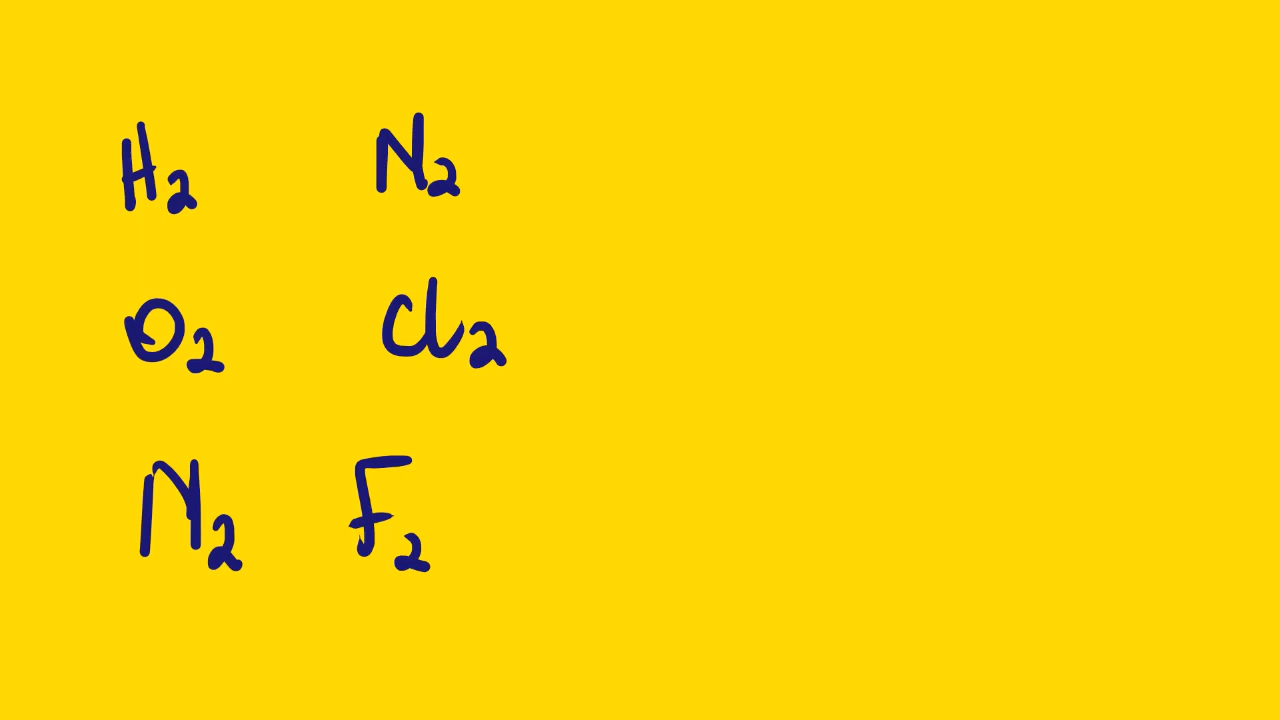 H₂ N₂
O₂ Cl₂
N₂ F₂